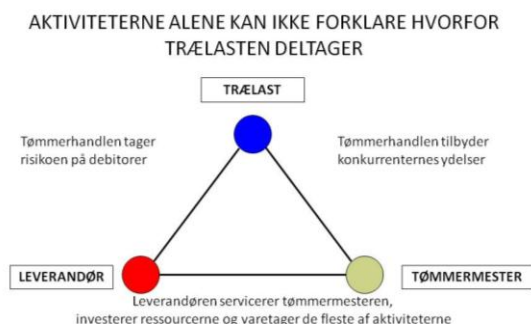 AKTIVITETERNE ALENE KAN IKKE FORKLARE HVORFOR
TRÆLASTEN DELTAGER
TRÆLAST
Tømmerhandlen tager
risikoen på debitorer
Tømmerhandlen tilbyder
konkurrenternes ydelser
LEVERANDØR
TØMMERMESTER
Leverandøren servicerer tømmermesteren,
investerer ressourcerne og varetager de fleste af aktiviteterne